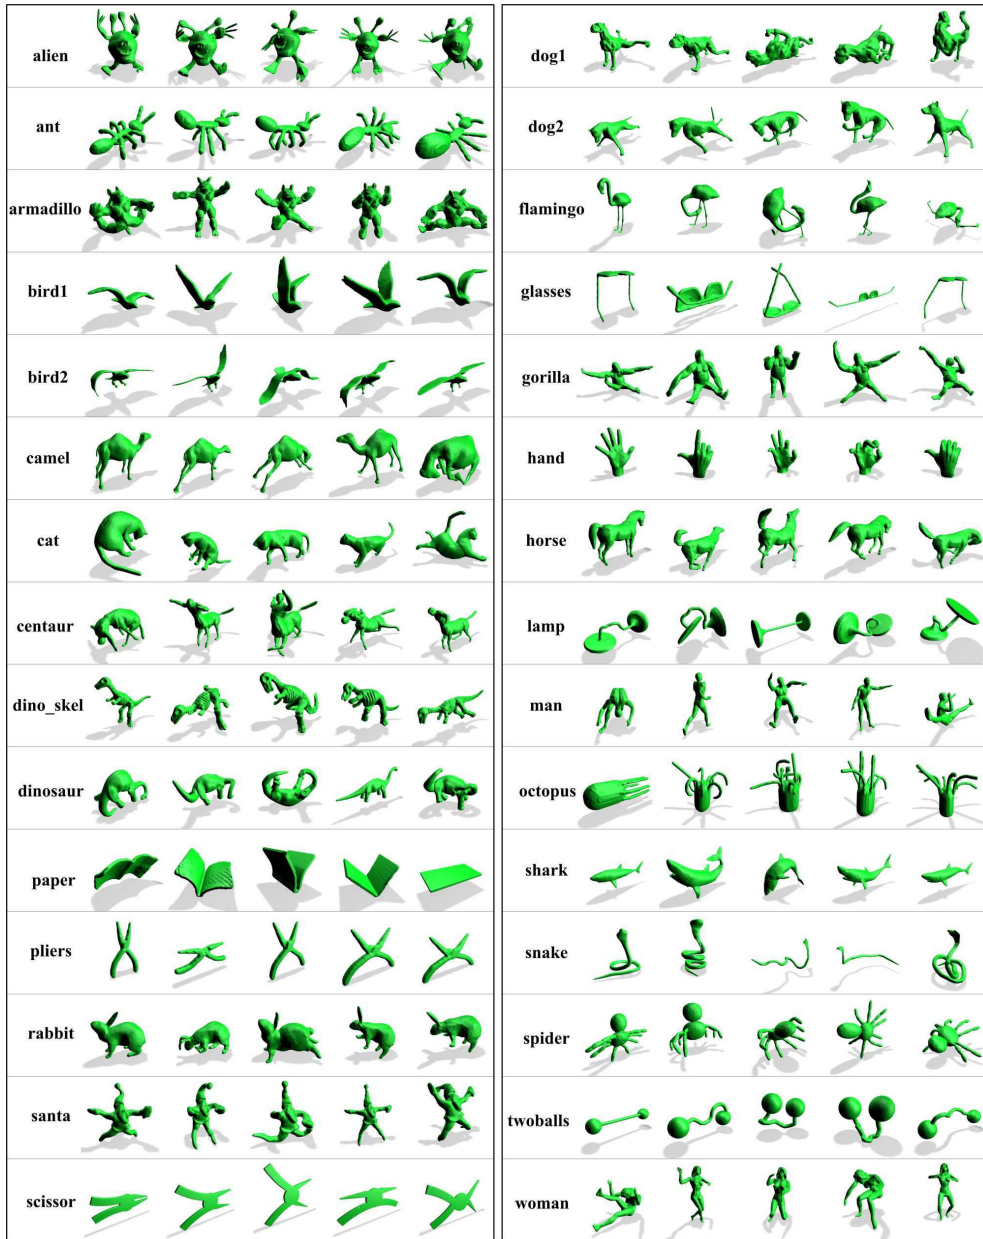 alien
ant
armadillo
bird1
bird2
camel
cat
centaur
dino_skel
dinosaur
paper
pliers
rabbit
santa
scissor
dog1
dog2
flamingo
glasses
gorilla
hand
horse
lamp
man
octopus
shark
snake
spider
twoballs
woman